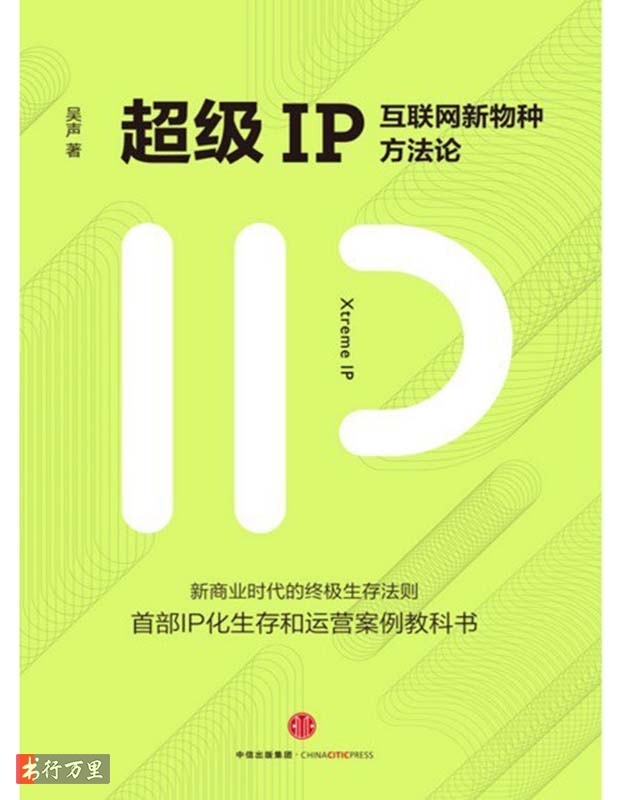 吴声 著
超级IP
互联网新物种
方法论
IP
Xtreme IP
新商业时代的终极生存法则
首部IP化生存和运营案例教科书
中信出版集团·CHINACITICPRESS
书行万里